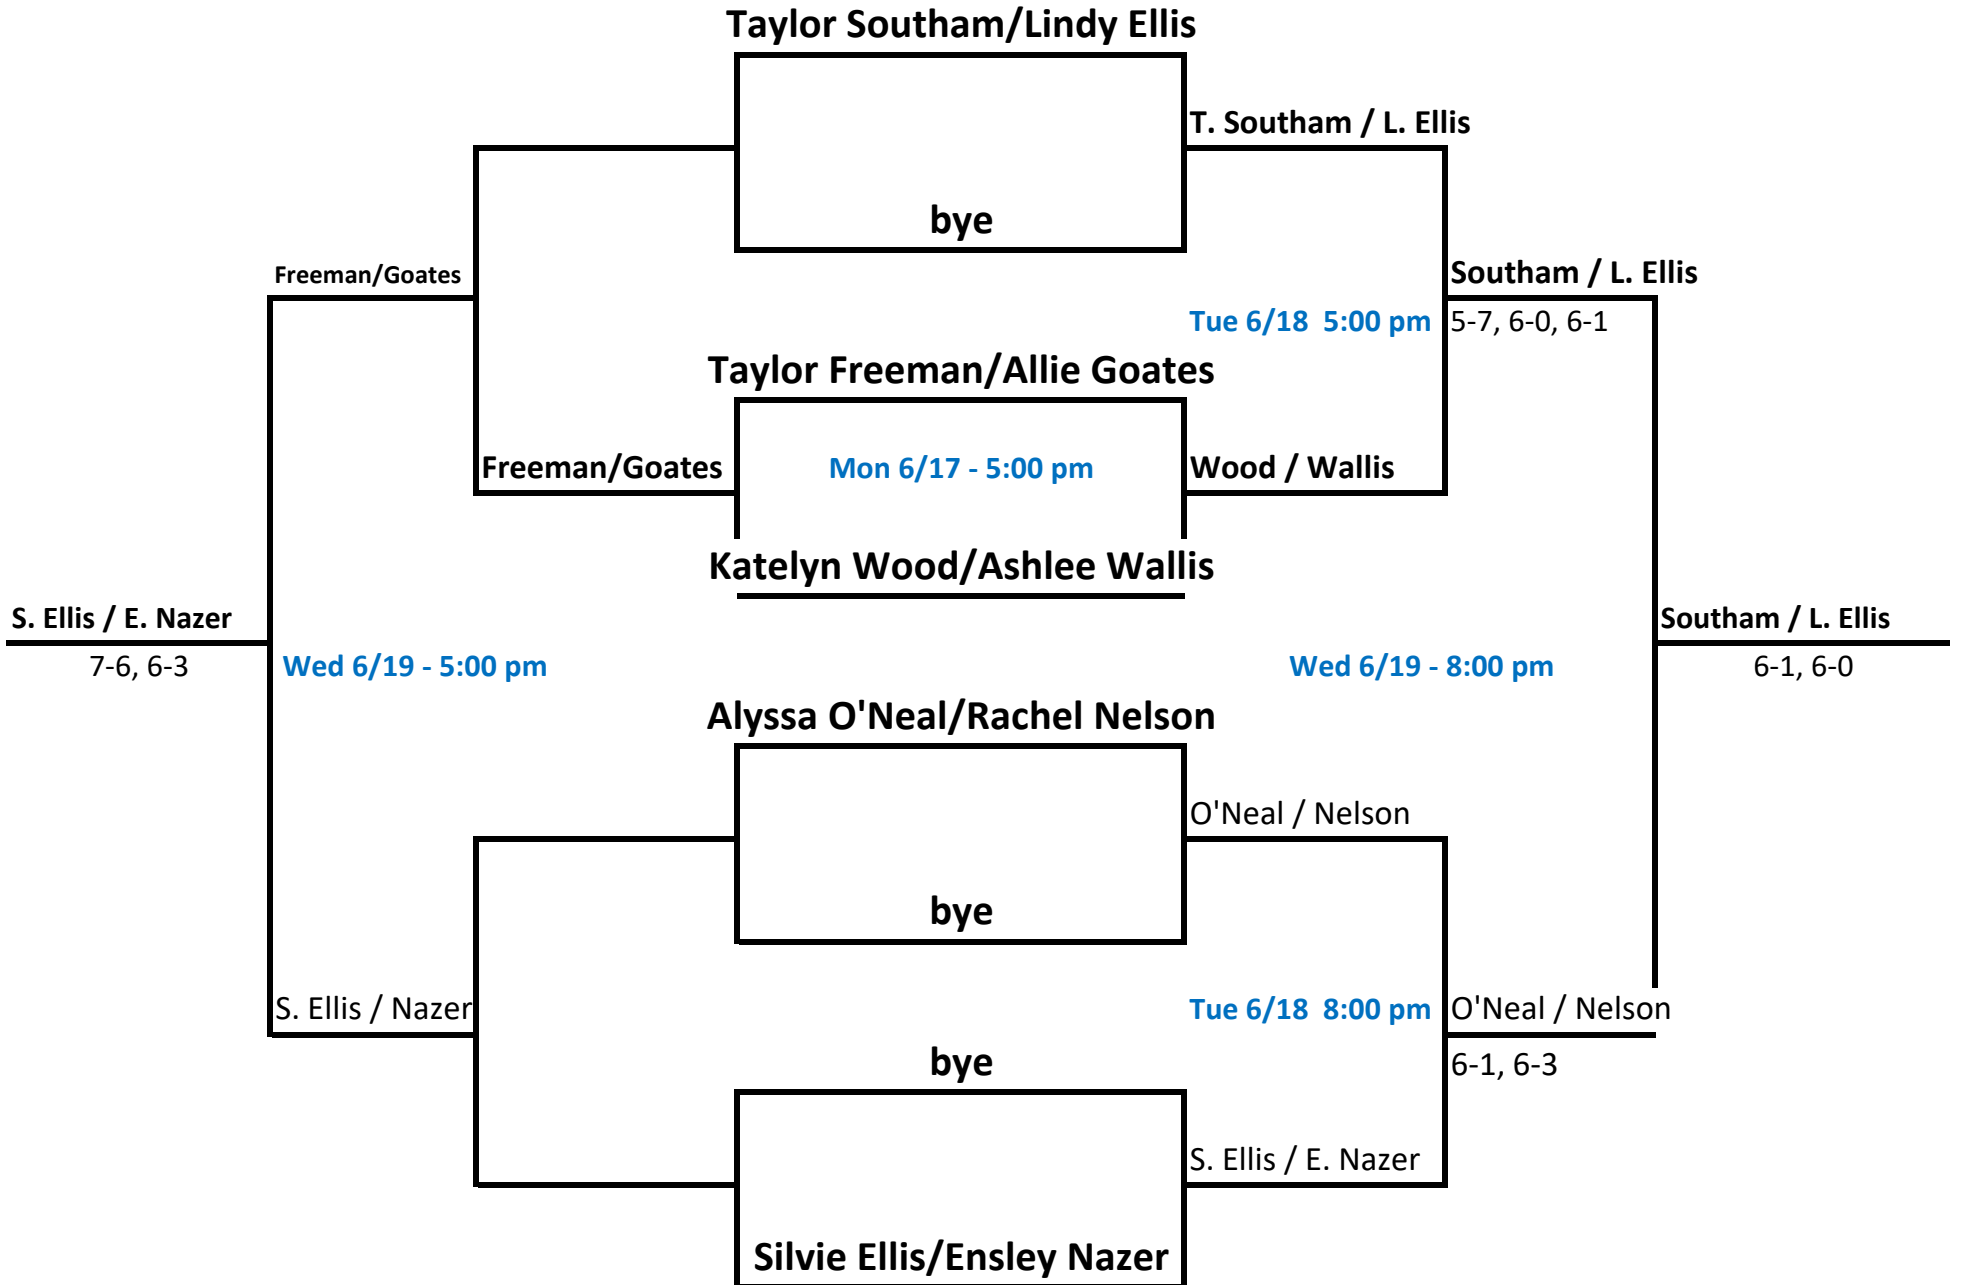 Taylor Southam/Lindy Ellis
T. Southam / L. Ellis
bye
Freeman/Goates
Southam / L. Ellis
Tue 6/18  5:00 pm
5-7, 6-0, 6-1
Taylor Freeman/Allie Goates
Freeman/Goates
Mon 6/17 - 5:00 pm
Wood / Wallis
Katelyn Wood/Ashlee Wallis
S. Ellis / E. Nazer
Southam / L. Ellis
7-6, 6-3
Wed 6/19 - 5:00 pm
Wed 6/19 - 8:00 pm
6-1, 6-0
Alyssa O'Neal/Rachel Nelson
O'Neal / Nelson
bye
S. Ellis / Nazer
Tue 6/18  8:00 pm
O'Neal / Nelson
bye
6-1, 6-3
S. Ellis / E. Nazer
Silvie Ellis/Ensley Nazer